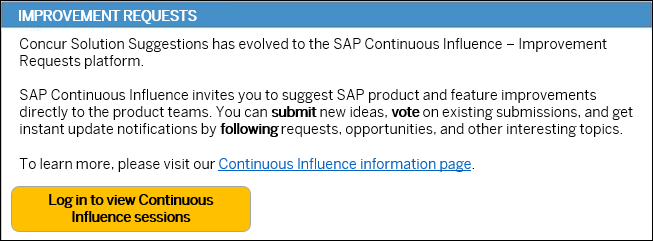 IMPROVEMENT REQUESTS
Concur Solution Suggestions has evolved to the SAP Continuous Influence – Improvement
Requests platform.
SAP Continuous Influence invites you to suggest SAP product and feature improvements
directly to the product teams. You can submit new ideas, vote on existing submissions, and get
instant update notifications by following requests, opportunities, and other interesting topics.
To learn more, please visit our Continuous Influence information page.
Log in to view Continuous
Influence sessions